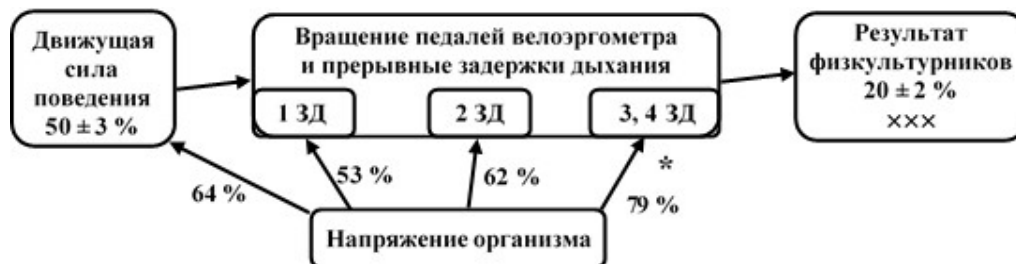 Движущая
сила
поведения
50 ± 3 %
Вращение педалей велоэргометра
и прерывные задержки дыхания
1 ЗД
2 ЗД
3, 4 ЗД
Результат
физкультурников
20 ± 2 %
×××
64 %
53 %
62 %
*
79 %
Напряжение организма